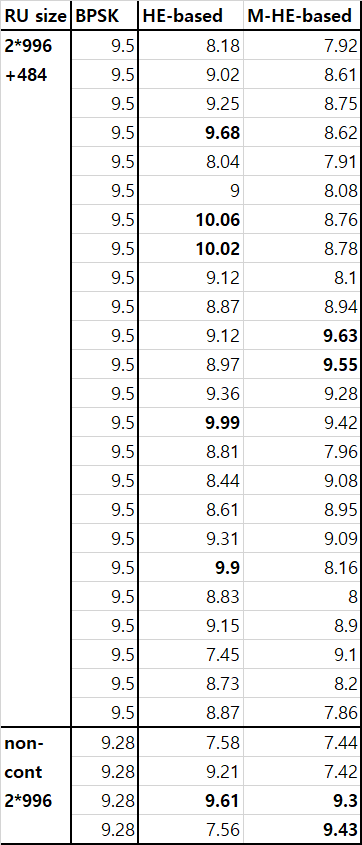 RU size BPSK HE-based M-HE-based
2*996 9.5 8.18 7.92
+484 9.5 9.02 8.61
9.5 9.25 8.75
9.5 9.68 8.62
9.5 8.04 7.91
9.5 9 8.08
9.5 10.06 8.76
9.5 10.02 8.78
9.5 9.12 8.1
9.5 8.87 8.94
9.5 9.12 9.63
9.5 8.97 9.55
9.5 9.36 9.28
9.5 9.99 9.42
9.5 8.81 7.96
9.5 8.44 9.08
9.5 8.61 8.95
9.5 9.31 9.09
9.5 9.9 8.16
9.5 8.83 8
9.5 9.15 8.9
9.5 7.45 9.1
9.5 8.73 8.2
9.5 8.87 7.86
non- 9.28 7.58 7.44
cont 9.28 9.21 7.42
2*996 9.28 9.61 9.3
9.28 7.56 9.43